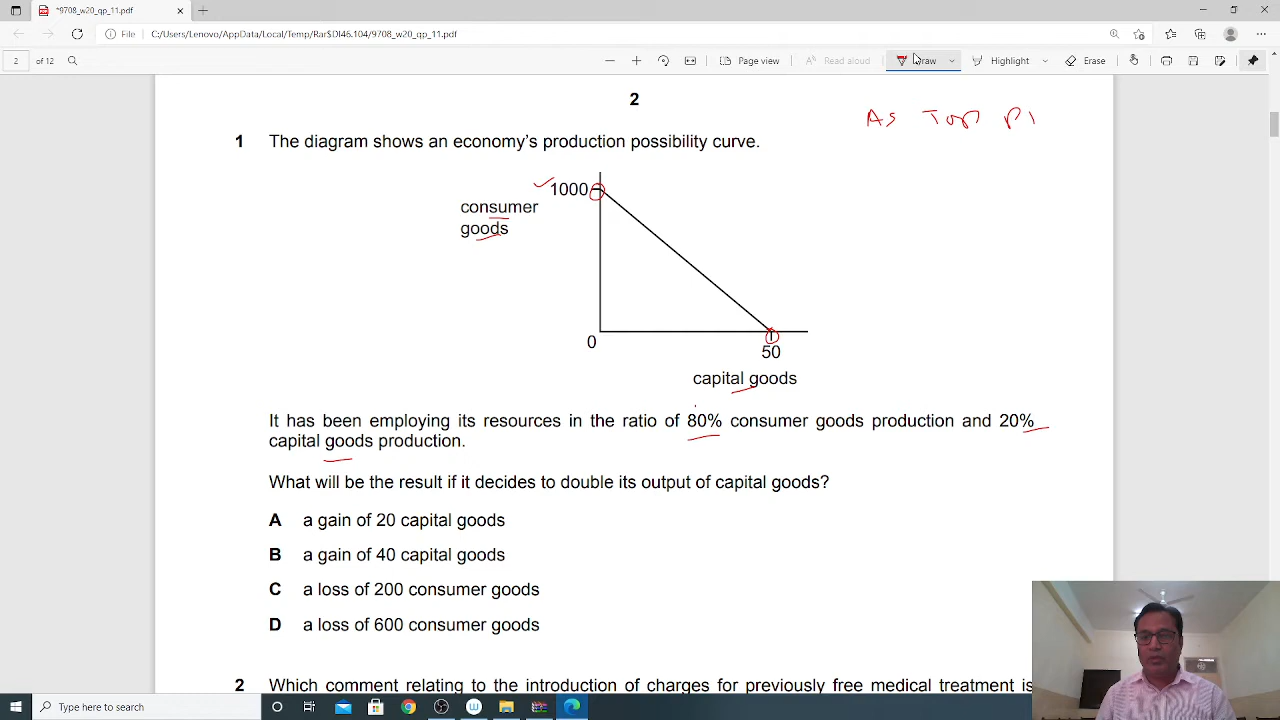 *9708_w20_qp_11.pdf
File
C:/Users/Lenovo/AppData/Local/Temp/Rar$DI46.104/9708_w20_qp_11.pdf
2 of 12
Page view
Read aloud
Draw
Highlight
Erase
2
As Top P1
1 The diagram shows an economy's production possibility curve.
1000
consumer
goods
0
50
capital goods
It has been employing its resources in the ratio of 80% consumer goods production and 20%
capital goods production.
What will be the result if it decides to double its output of capital goods?
A a gain of 20 capital goods
B a gain of 40 capital goods
C a loss of 200 consumer goods
D a loss of 600 consumer goods
2 Which comment relating to the introduction of charges for previously free medical treatment is
Type here to search